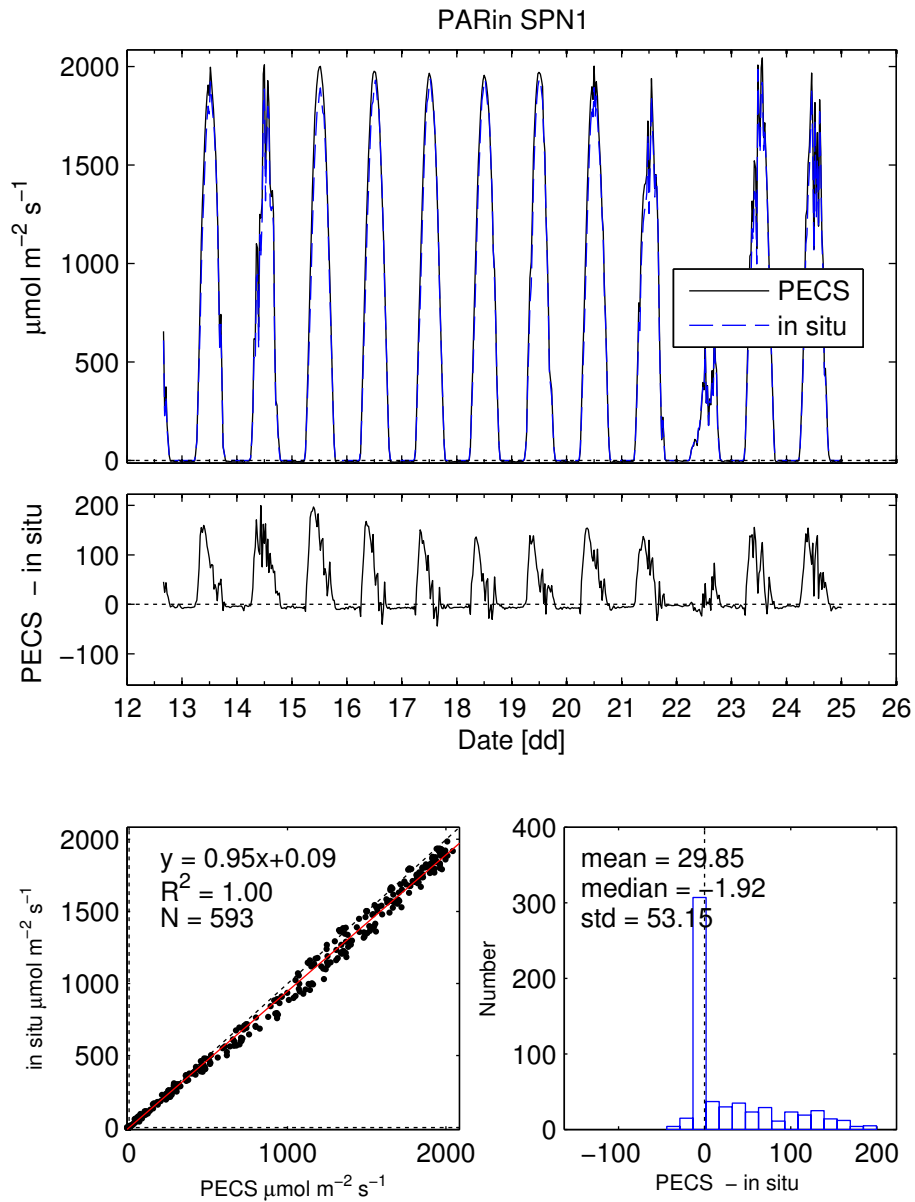 PARin SPN1
2000
1500
1000
500
0
μmol m⁻² s⁻¹
PECS
in situ
200
100
0
−100
PECS − in situ
12 13 14 15 16 17 18 19 20 21 22 23 24 25 26
Date [dd]
2000
1500
1000
500
0
in situ μmol m⁻² s⁻¹
y = 0.95x+0.09
R² = 1.00
N = 593
0 1000 2000
PECS μmol m⁻² s⁻¹
400
300
200
100
0
Number
mean = 29.85
median = −1.92
std = 53.15
−100 0 100 200
PECS − in situ